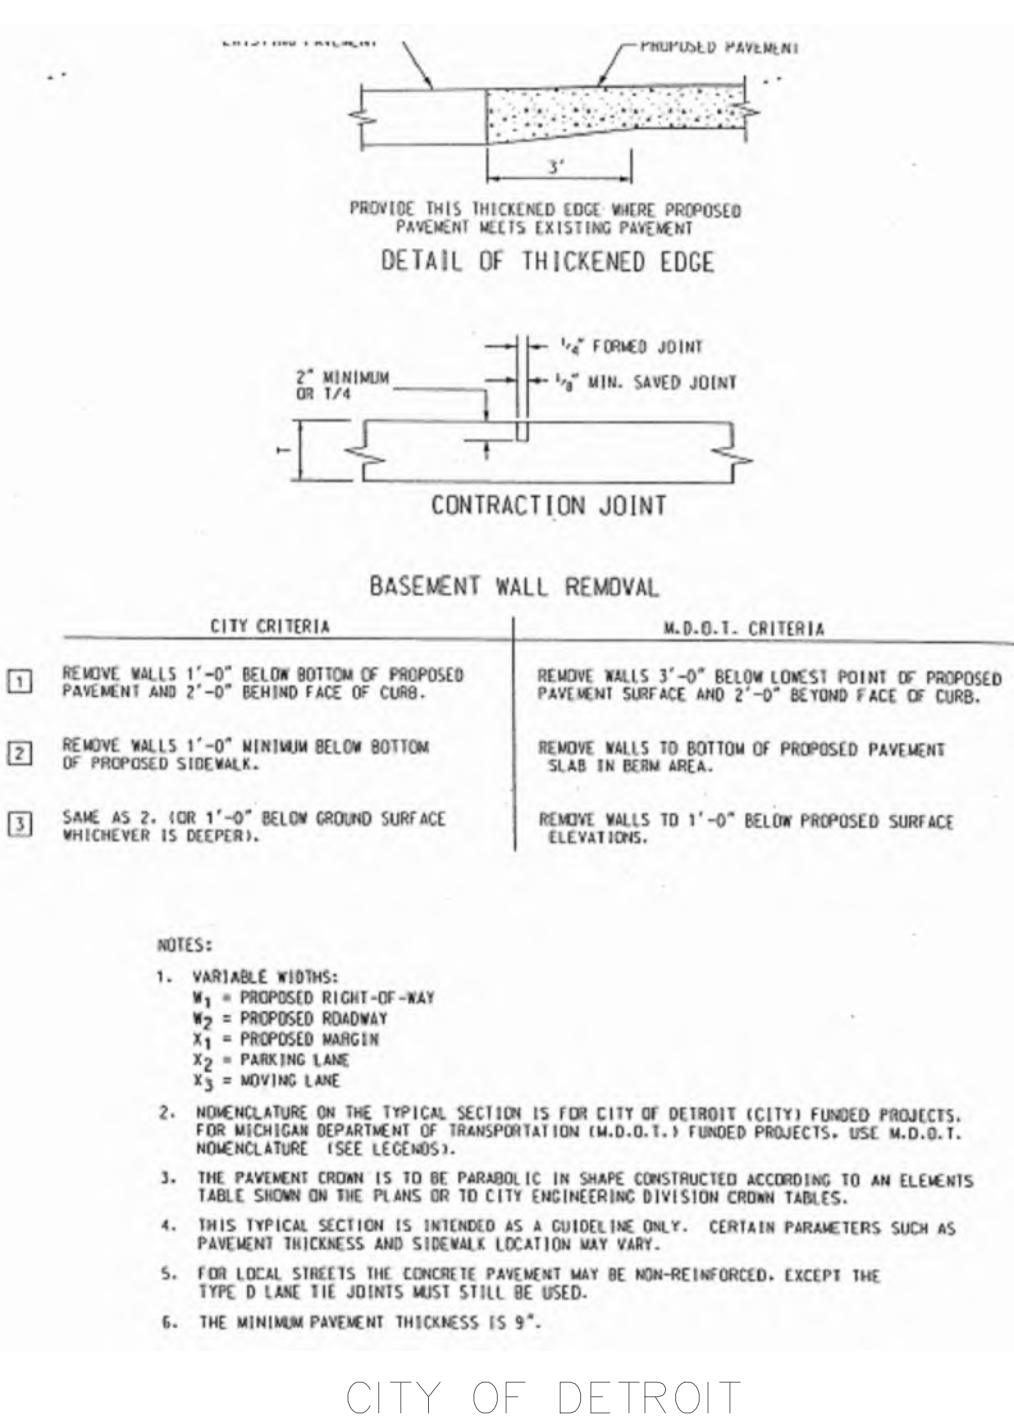 EXISTING PAVEMENT
PROPOSED PAVEMENT
3'
PROVIDE THIS THICKENED EDGE WHERE PROPOSED
PAVEMENT MEETS EXISTING PAVEMENT
DETAIL OF THICKENED EDGE
1/4" FORMED JOINT
2" MINIMUM
OR T/4
1/8" MIN. SAVED JOINT
T
CONTRACTION JOINT
BASEMENT WALL REMOVAL
CITY CRITERIA
M.D.O.T. CRITERIA
1
REMOVE WALLS 1'-0" BELOW BOTTOM OF PROPOSED
PAVEMENT AND 2'-0" BEHIND FACE OF CURB.
REMOVE WALLS 3'-0" BELOW LOWEST POINT OF PROPOSED
PAVEMENT SURFACE AND 2'-0" BEYOND FACE OF CURB.
2
REMOVE WALLS 1'-0" MINIMUM BELOW BOTTOM
OF PROPOSED SIDEWALK.
REMOVE WALLS TO BOTTOM OF PROPOSED PAVEMENT
SLAB IN BERM AREA.
3
SAME AS 2. (OR 1'-0" BELOW GROUND SURFACE
WHICHEVER IS DEEPER).
REMOVE WALLS TO 1'-0" BELOW PROPOSED SURFACE
ELEVATIONS.
NOTES:
1. VARIABLE WIDTHS:
W1 = PROPOSED RIGHT-OF-WAY
W2 = PROPOSED ROADWAY
X1 = PROPOSED MARGIN
X2 = PARKING LANE
X3 = MOVING LANE
2. NOMENCLATURE ON THE TYPICAL SECTION IS FOR CITY OF DETROIT (CITY) FUNDED PROJECTS.
FOR MICHIGAN DEPARTMENT OF TRANSPORTATION (M.D.O.T.) FUNDED PROJECTS. USE M.D.O.T.
NOMENCLATURE (SEE LEGENDS).
3. THE PAVEMENT CROWN IS TO BE PARABOLIC IN SHAPE CONSTRUCTED ACCORDING TO AN ELEMENTS
TABLE SHOWN ON THE PLANS OR TO CITY ENGINEERING DIVISION CROWN TABLES.
4. THIS TYPICAL SECTION IS INTENDED AS A GUIDELINE ONLY. CERTAIN PARAMETERS SUCH AS
PAVEMENT THICKNESS AND SIDEWALK LOCATION MAY VARY.
5. FOR LOCAL STREETS THE CONCRETE PAVEMENT MAY BE NON-REINFORCED. EXCEPT THE
TYPE D LANE TIE JOINTS MUST STILL BE USED.
6. THE MINIMUM PAVEMENT THICKNESS IS 9".
CITY OF DETROIT